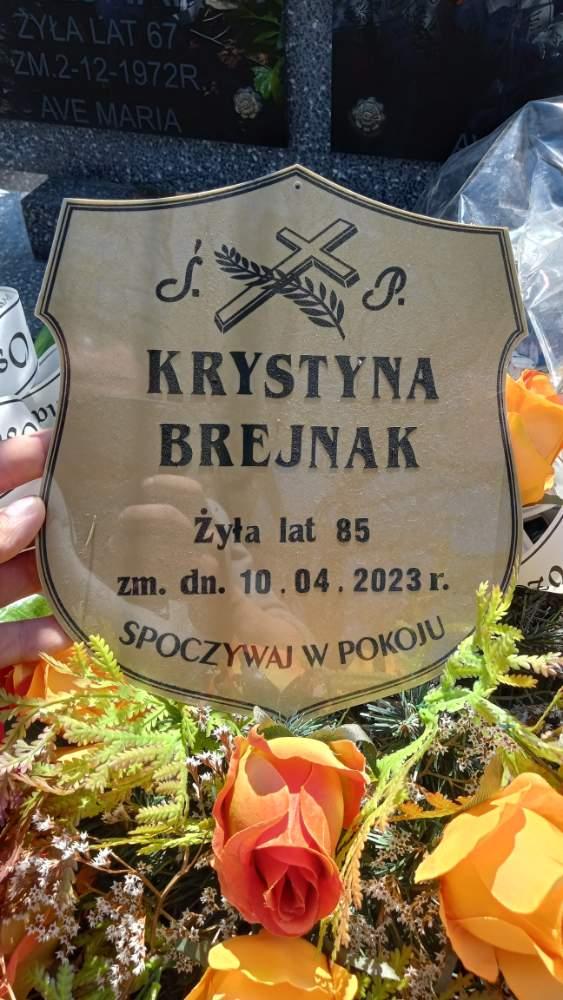 ŻYŁA LAT 67
ZM.2-12-1972R.
AVE MARIA
Ś. P.
KRYSTYNA
BREJNAK
Żyła lat 85
zm. dn. 10.04.2023 r.
SPOCZYWAJ W POKOJU